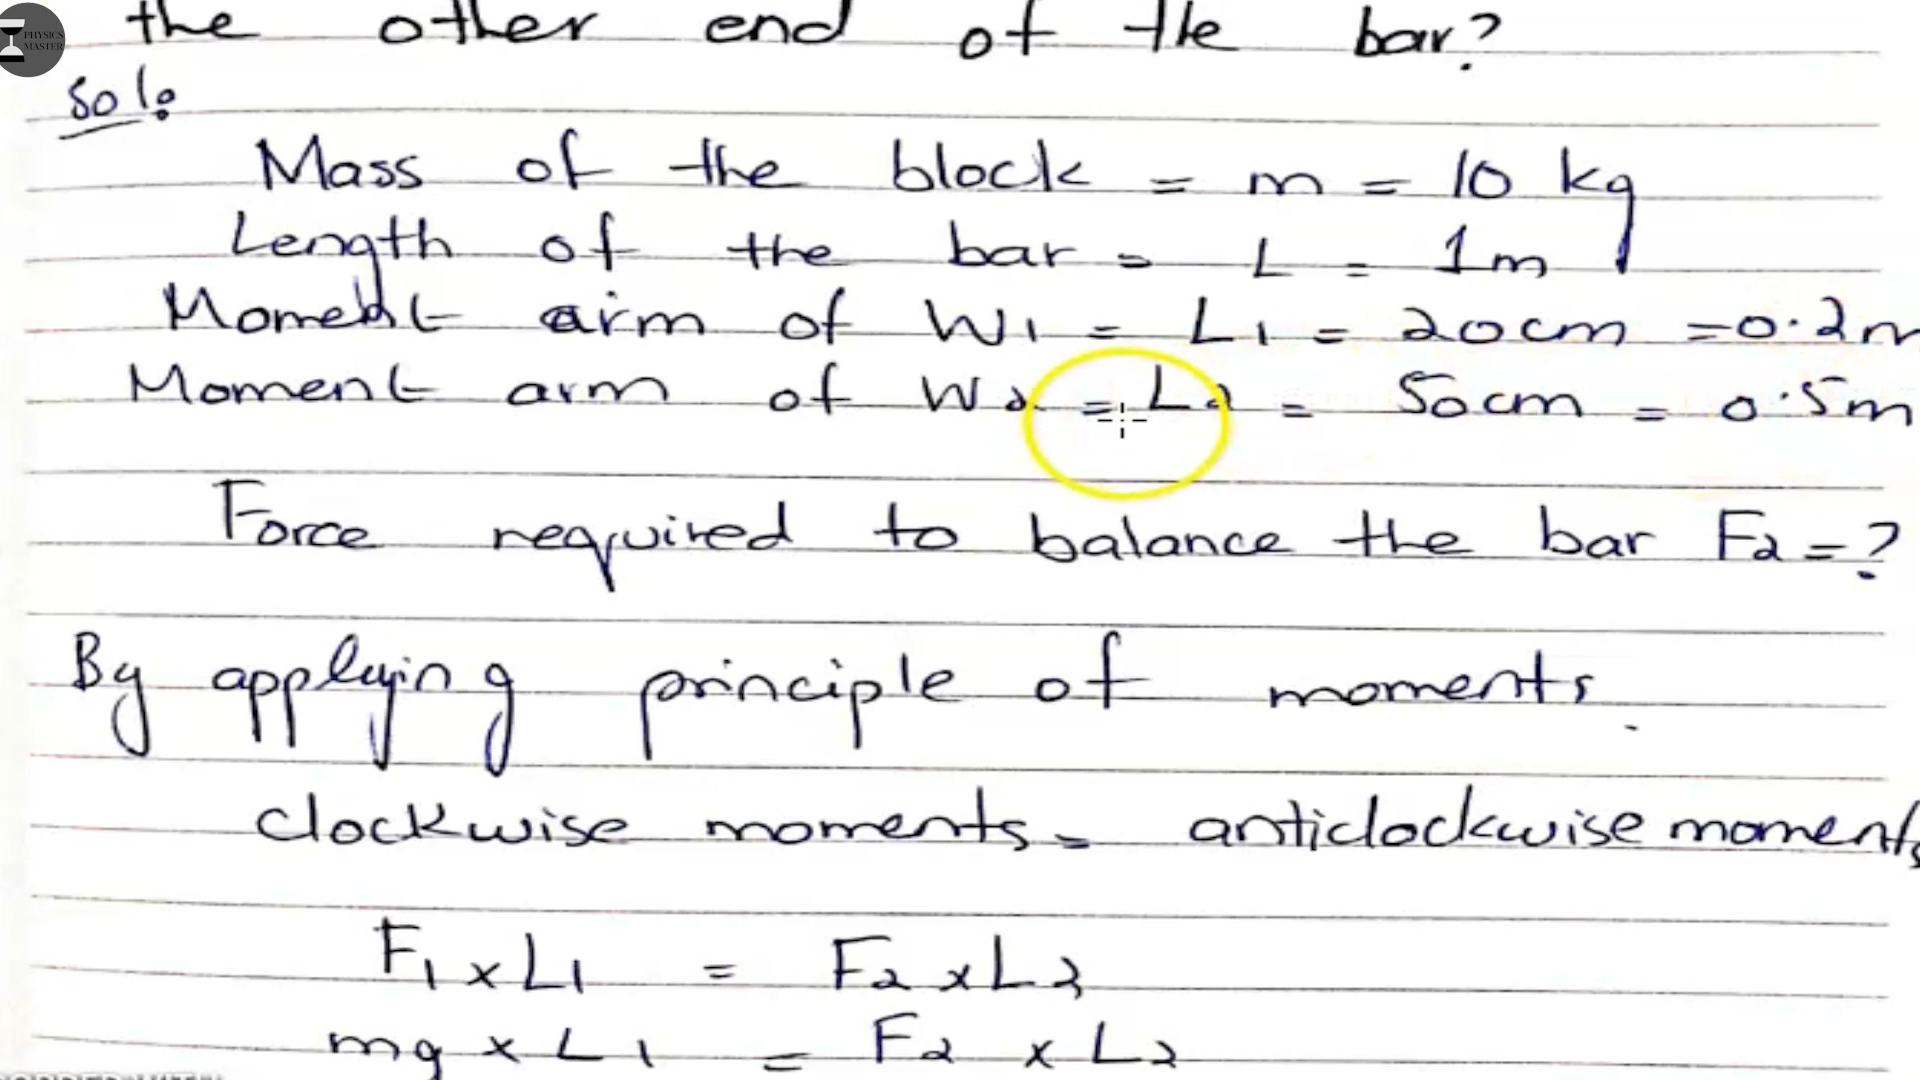 PHYSICS
MASTER
the other end of the bar?
Sol:
Mass of the block = m = 10 kg
Length of the bar = L = 1m
Moment arm of W1 = L1 = 20cm = 0.2m
Moment arm of W2 = L2 = 50cm = 0.5m
Force required to balance the bar F2 = ?
By applying principle of moments.
clockwise moments = anticlockwise moments
F1 x L1 = F2 x L2
mg x L1 = F2 x L2